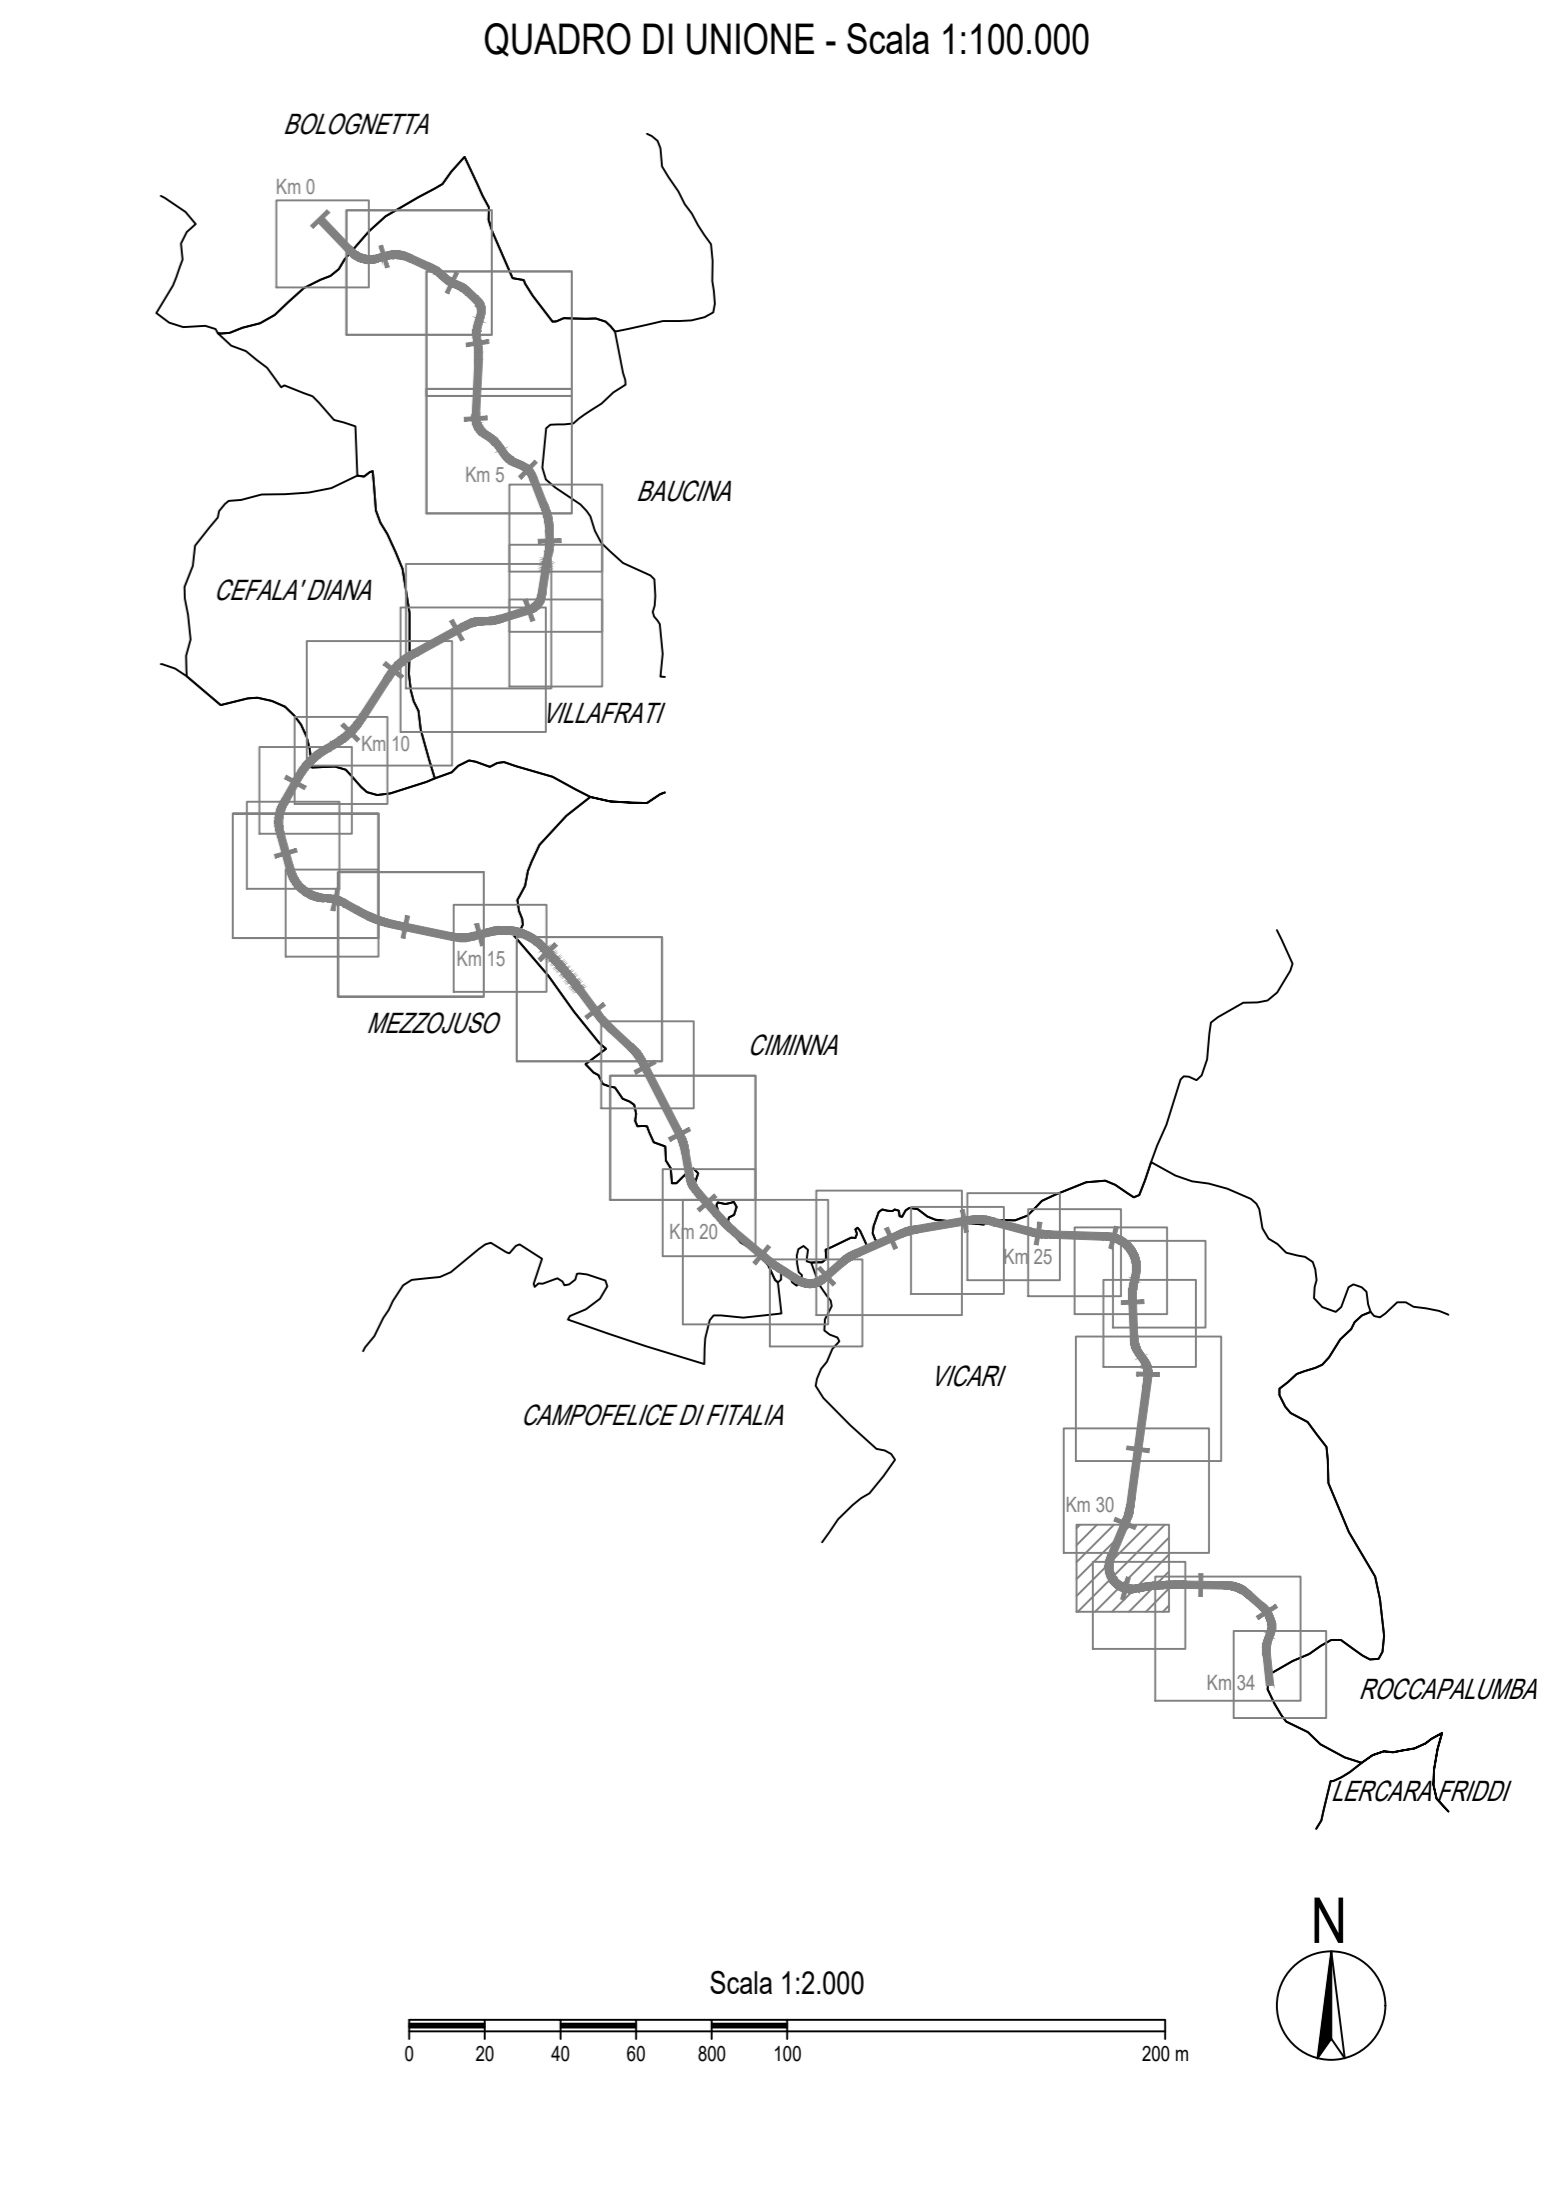 QUADRO DI UNIONE - Scala 1:100.000
BOLOGNETTA
Km 0
Km 5
BAUCINA
CEFALA' DIANA
VILLAFRATI
Km 10
Km 15
MEZZOJUSO
CIMINNA
Km 20
Km 25
VICARI
CAMPOFELICE DI FITALIA
Km 30
Km 34
ROCCAPALUMBA
LERCARA FRIDDI
N
Scala 1:2.000
0 20 40 60 800 100 200 m